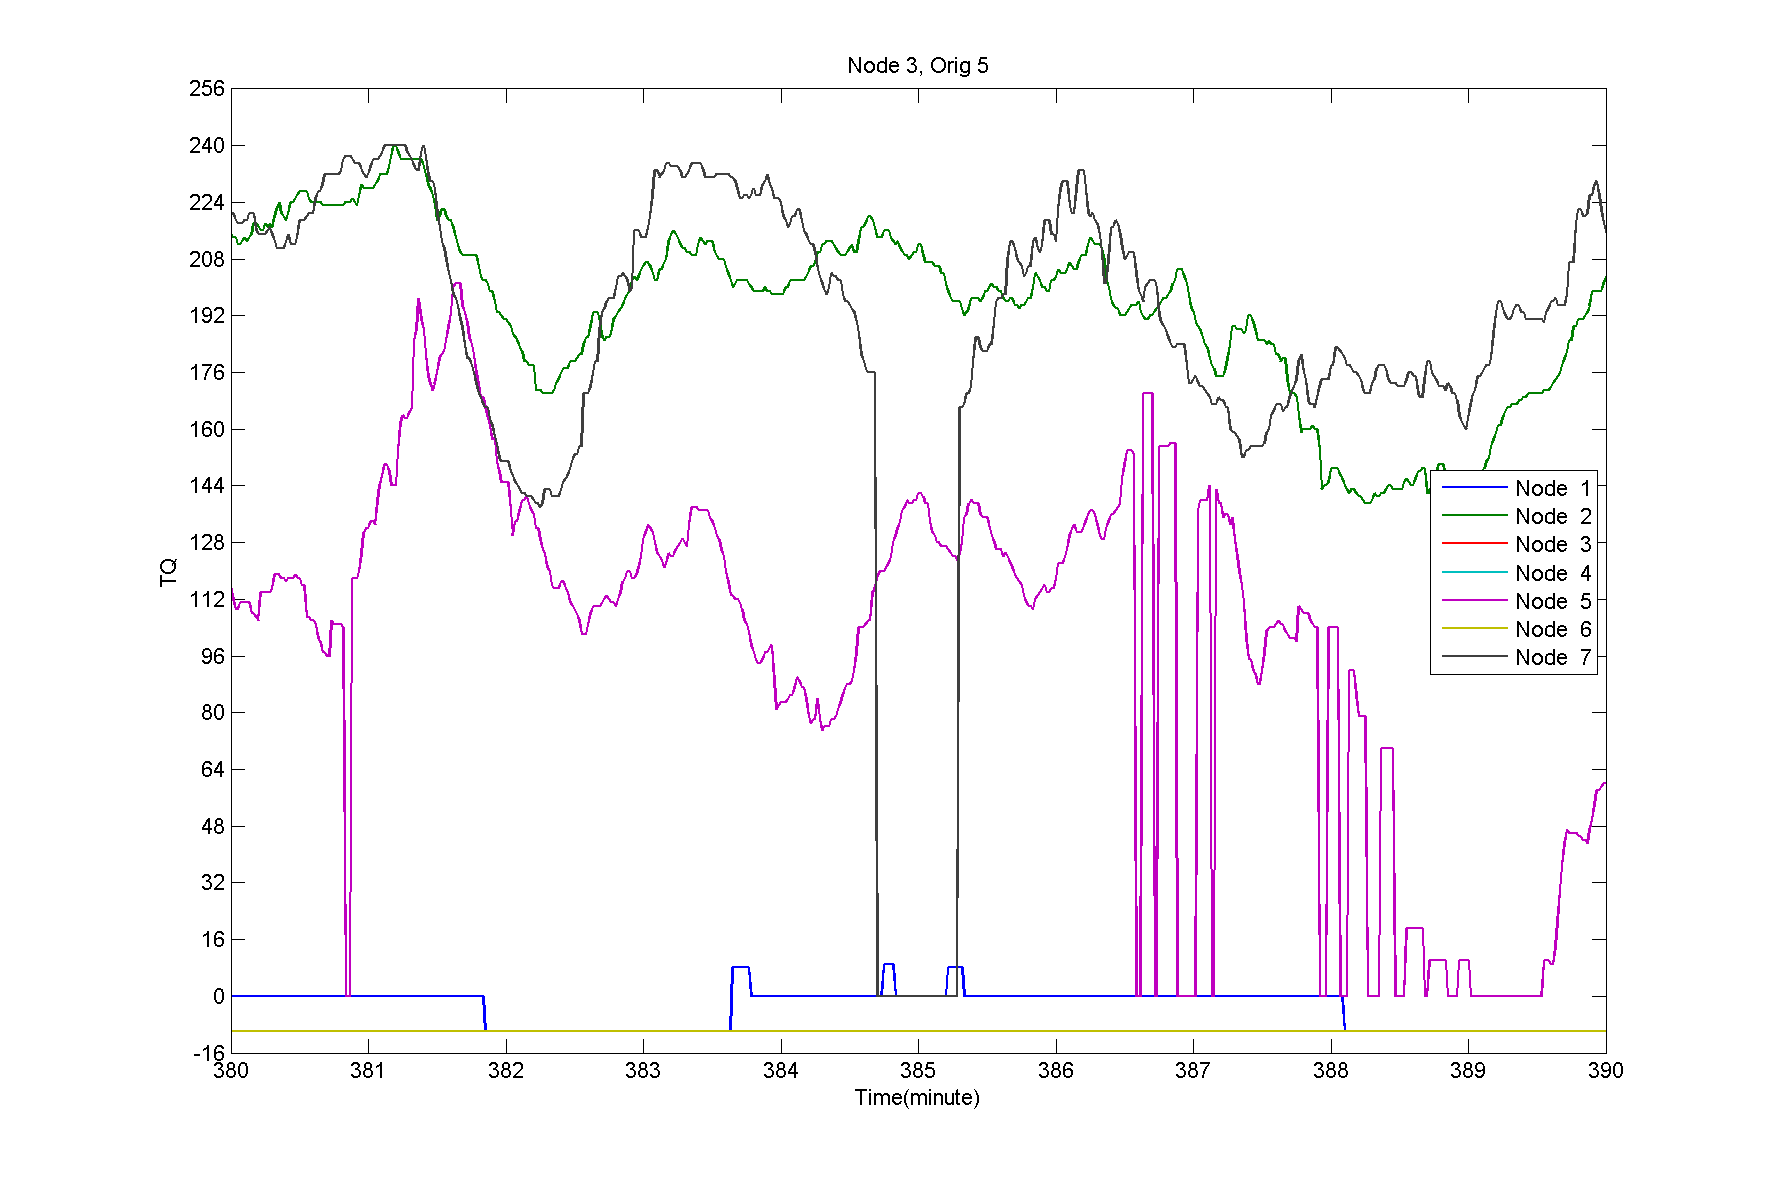 Node 3, Orig 5
256
240
224
208
192
176
160
144
128
112
96
80
64
48
32
16
0
-16
TQ
Node 1
Node 2
Node 3
Node 4
Node 5
Node 6
Node 7
380 381 382 383 384 385 386 387 388 389 390
Time(minute)